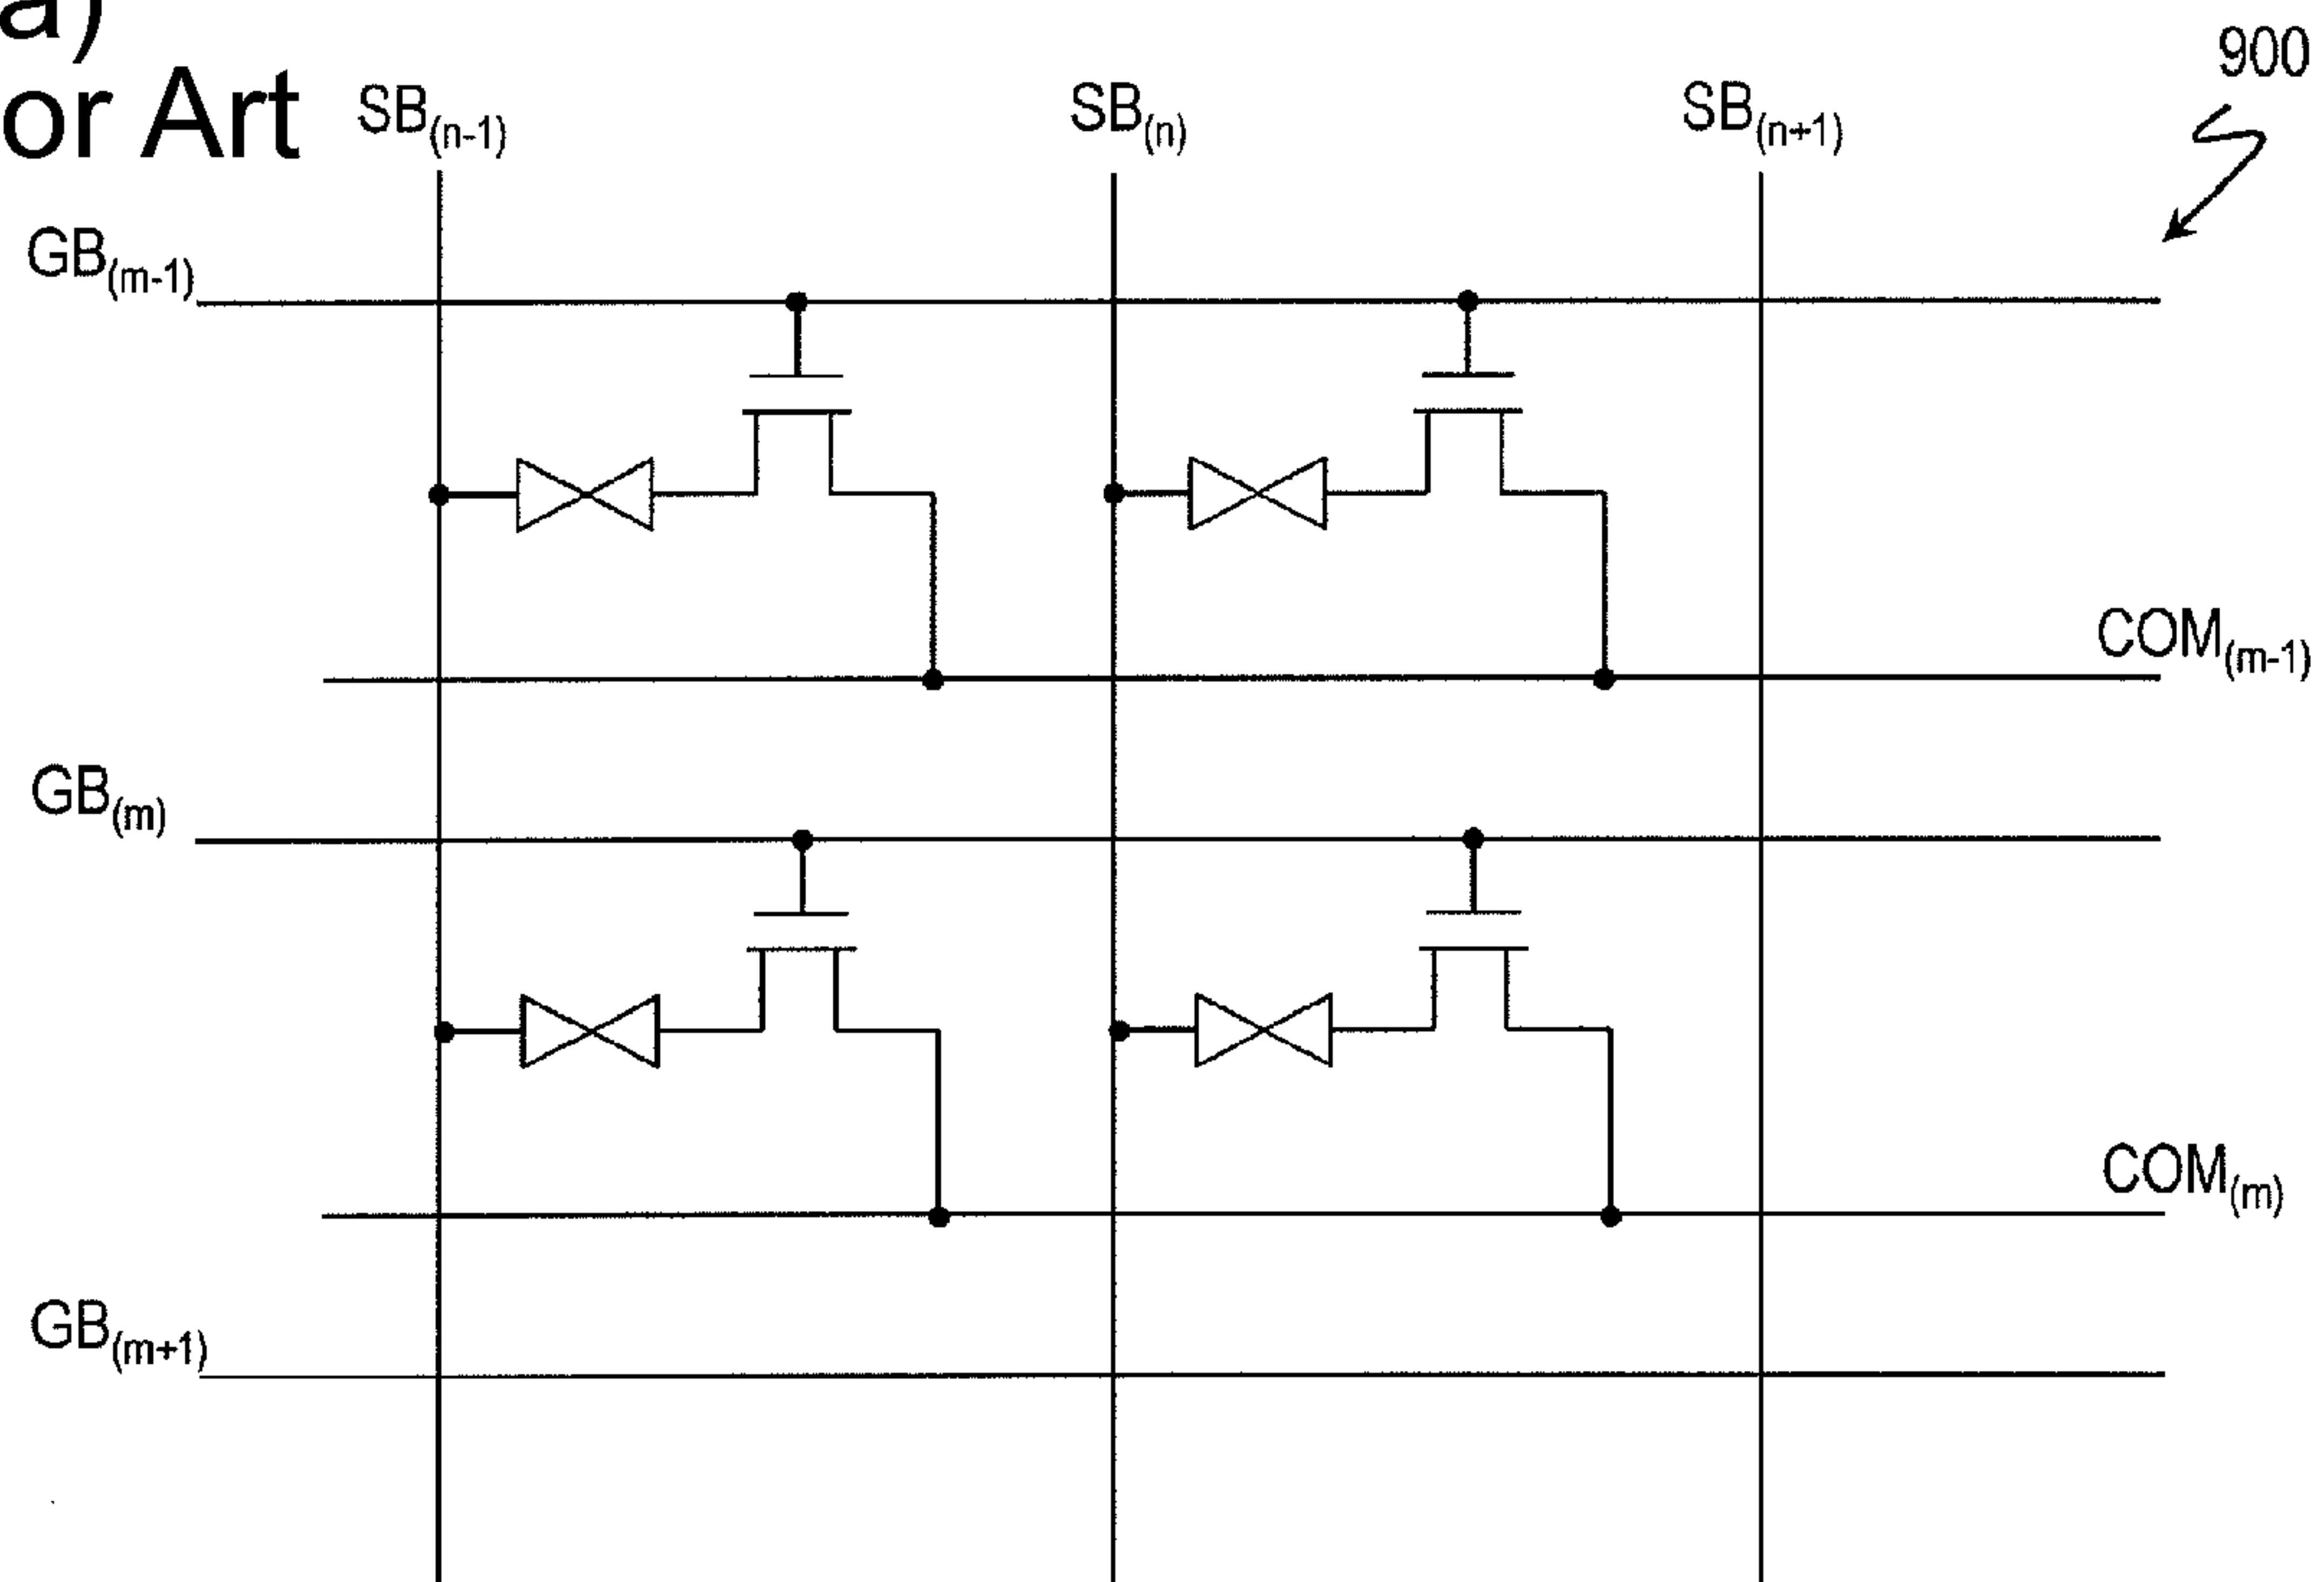 a)
or Art
SB(n-1)
SB(n)
SB(n+1)
900
GB(m-1)
COM(m-1)
GB(m)
COM(m)
GB(m+1)